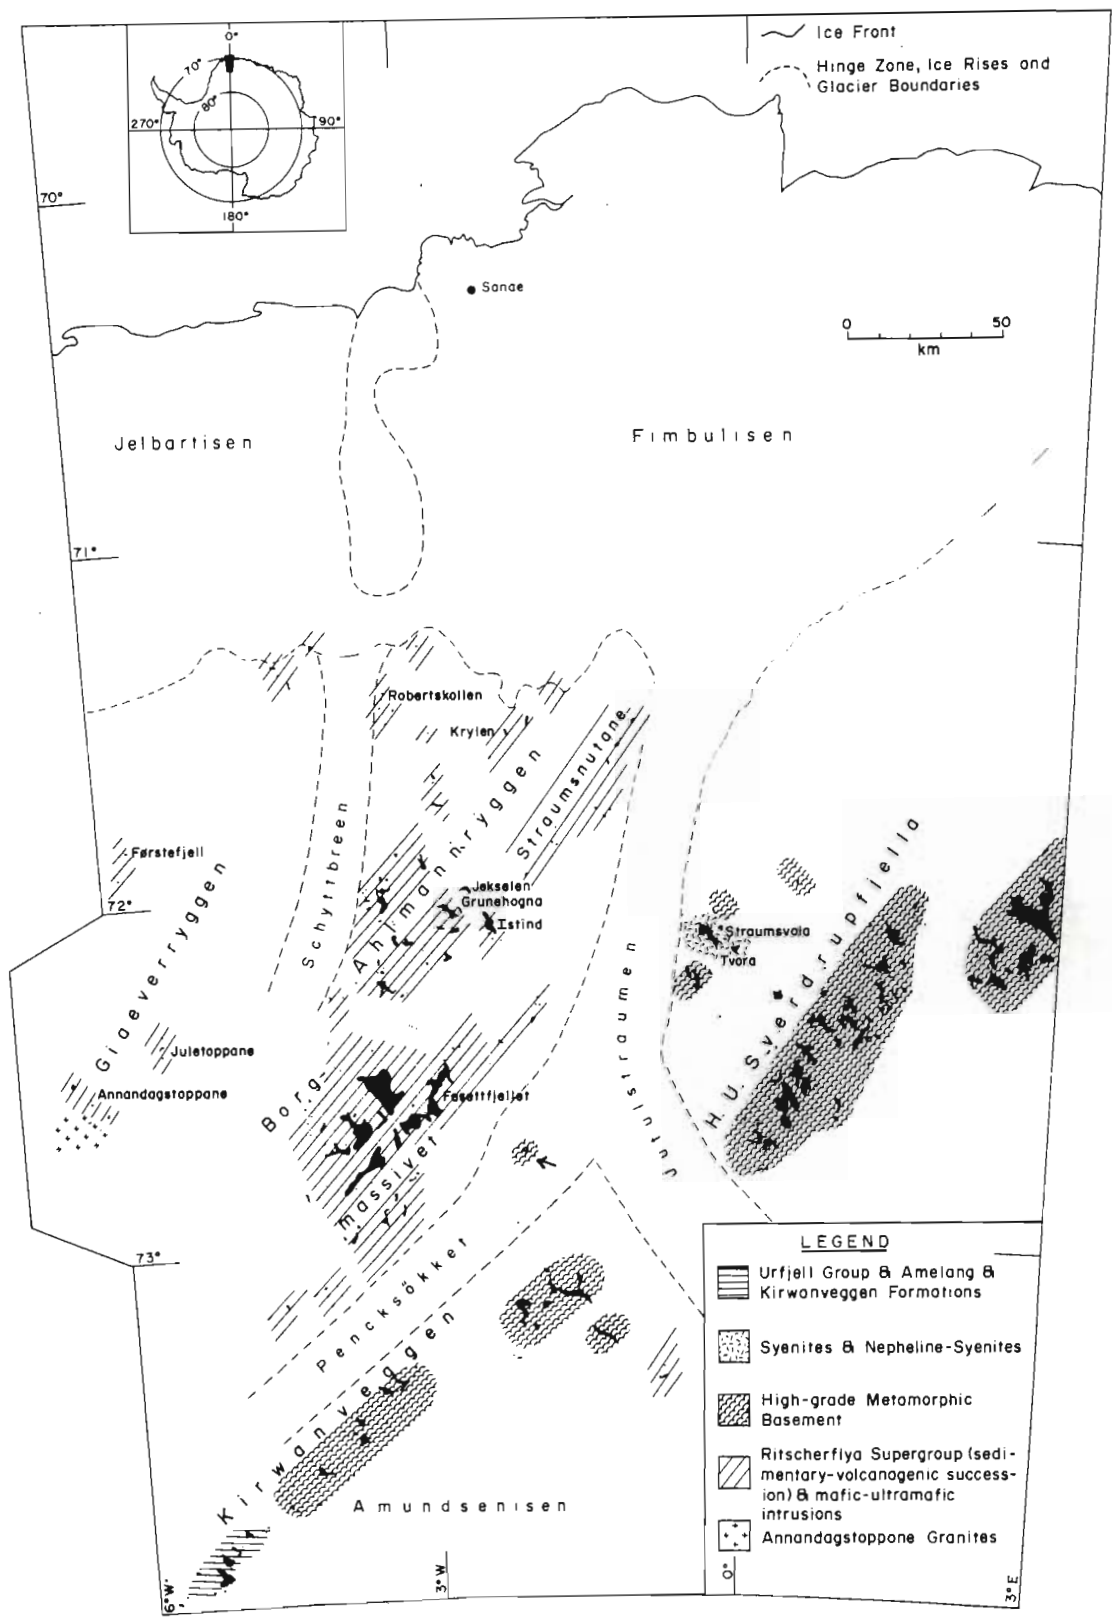 0°
70°
80°
270°
90°
180°
Ice Front
Hinge Zone, Ice Rises and
Glacier Boundaries
70°
Sanae
0 50
km
Jelbartisen
Fimbulisen
71°
Robertskollen
Krylen
Straumsnutane
Ahlmannryggen
Schyttbreen
Førstefjell
72°
Giaeverryggen
Jekselen
Grunehogna
Istind
Straumsvola
Tvora
H. U. Sverdrupfjella
Jutulstraumen
Juletoppane
Annandagstoppane
Borg-
massivet
Fasettfjellet
73°
Pencksökket
Kirwanveggen
Amundsenisen
6°W
3°W
0°
3°E
LEGEND
Urfjell Group & Amelang &
Kirwanveggen Formations
Syenites & Nepheline-Syenites
High-grade Metamorphic
Basement
Ritscherflya Supergroup (sedi-
mentary-volcanogenic success-
ion) & mafic-ultramafic
intrusions
Annandagstoppone Granites